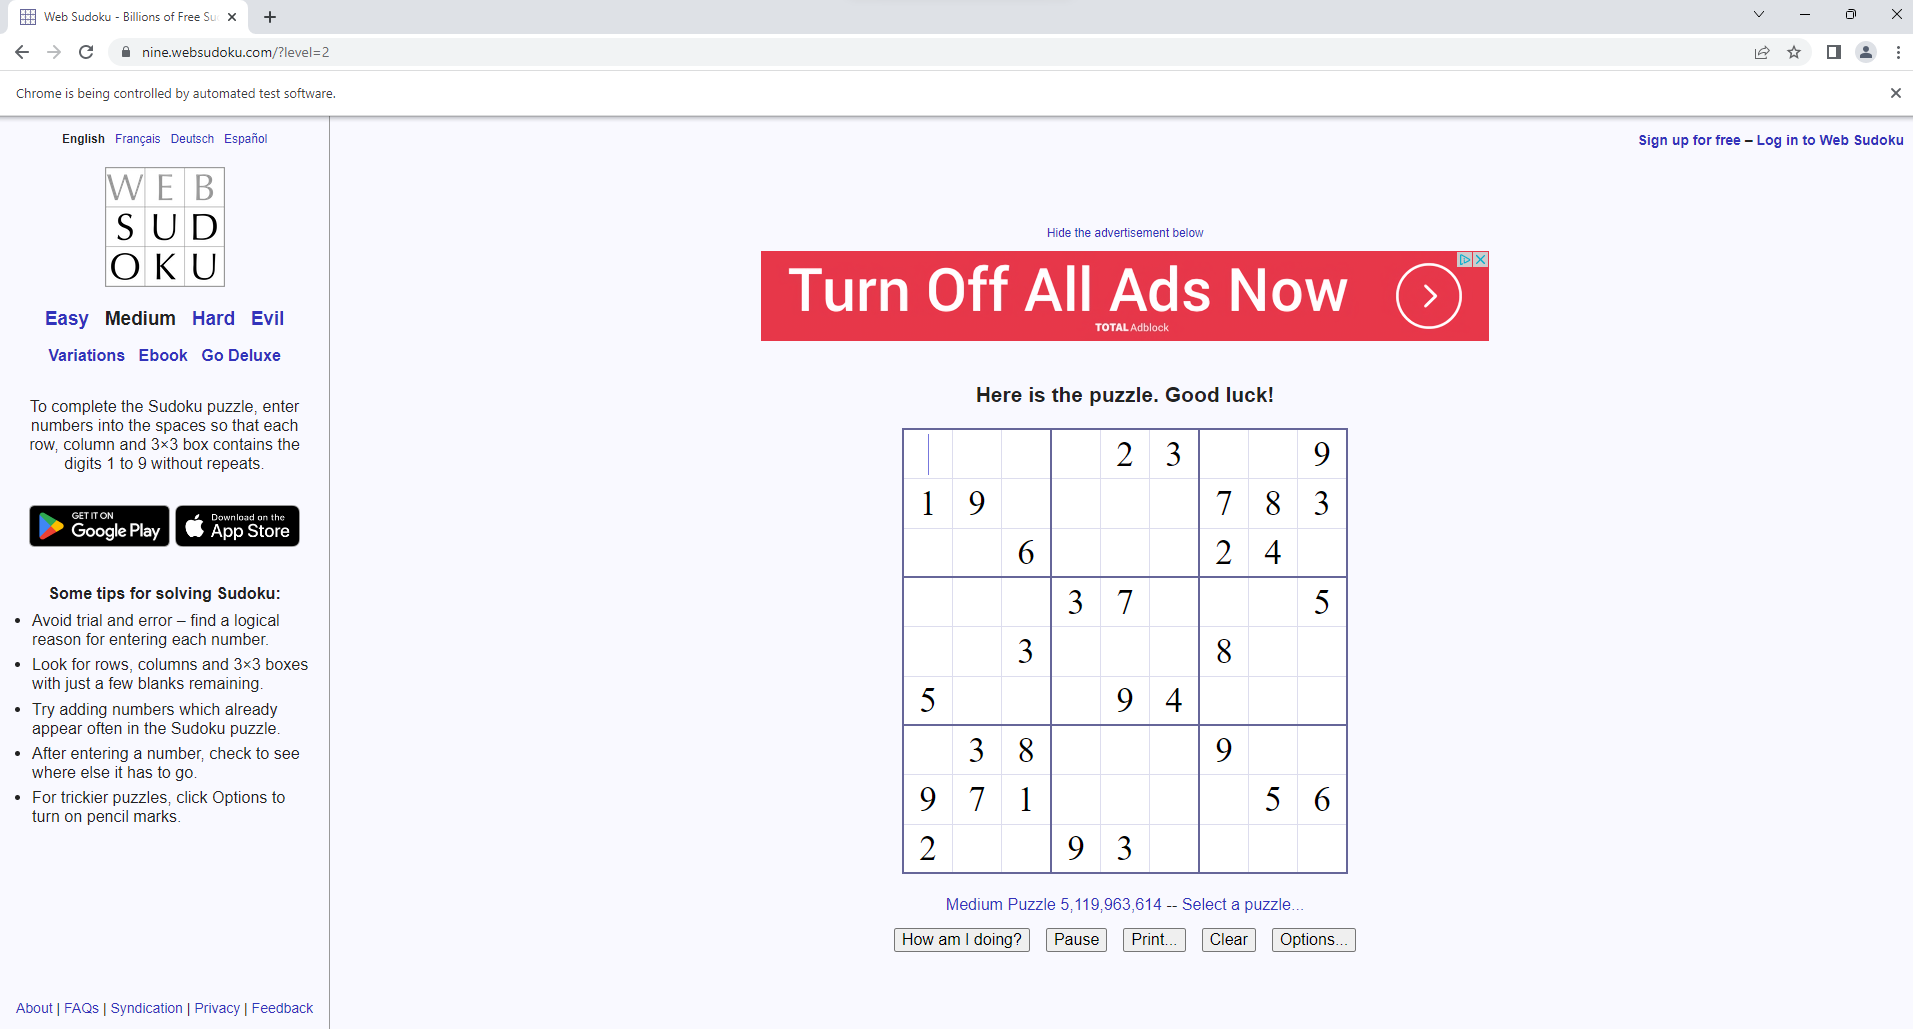 Web Sudoku - Billions of Free Su
nine.websudoku.com/?level=2
Chrome is being controlled by automated test software.
English Français Deutsch Español
Sign up for free – Log in to Web Sudoku
WEB
SUD
OKU
Hide the advertisement below
Turn Off All Ads Now
TOTAL Adblock
Easy Medium Hard Evil
Variations Ebook Go Deluxe
To complete the Sudoku puzzle, enter
numbers into the spaces so that each
row, column and 3×3 box contains the
digits 1 to 9 without repeats.
GET IT ON
Google Play
Download on the
App Store
Some tips for solving Sudoku:
• Avoid trial and error – find a logical
reason for entering each number.
• Look for rows, columns and 3×3 boxes
with just a few blanks remaining.
• Try adding numbers which already
appear often in the Sudoku puzzle.
• After entering a number, check to see
where else it has to go.
• For trickier puzzles, click Options to
turn on pencil marks.
Here is the puzzle. Good luck!
2 3 9
1 9 7 8 3
6 2 4
3 7 5
3 8
5 9 4
3 8 9
9 7 1 5 6
2 9 3
Medium Puzzle 5,119,963,614 -- Select a puzzle...
How am I doing? Pause Print... Clear Options...
About | FAQs | Syndication | Privacy | Feedback